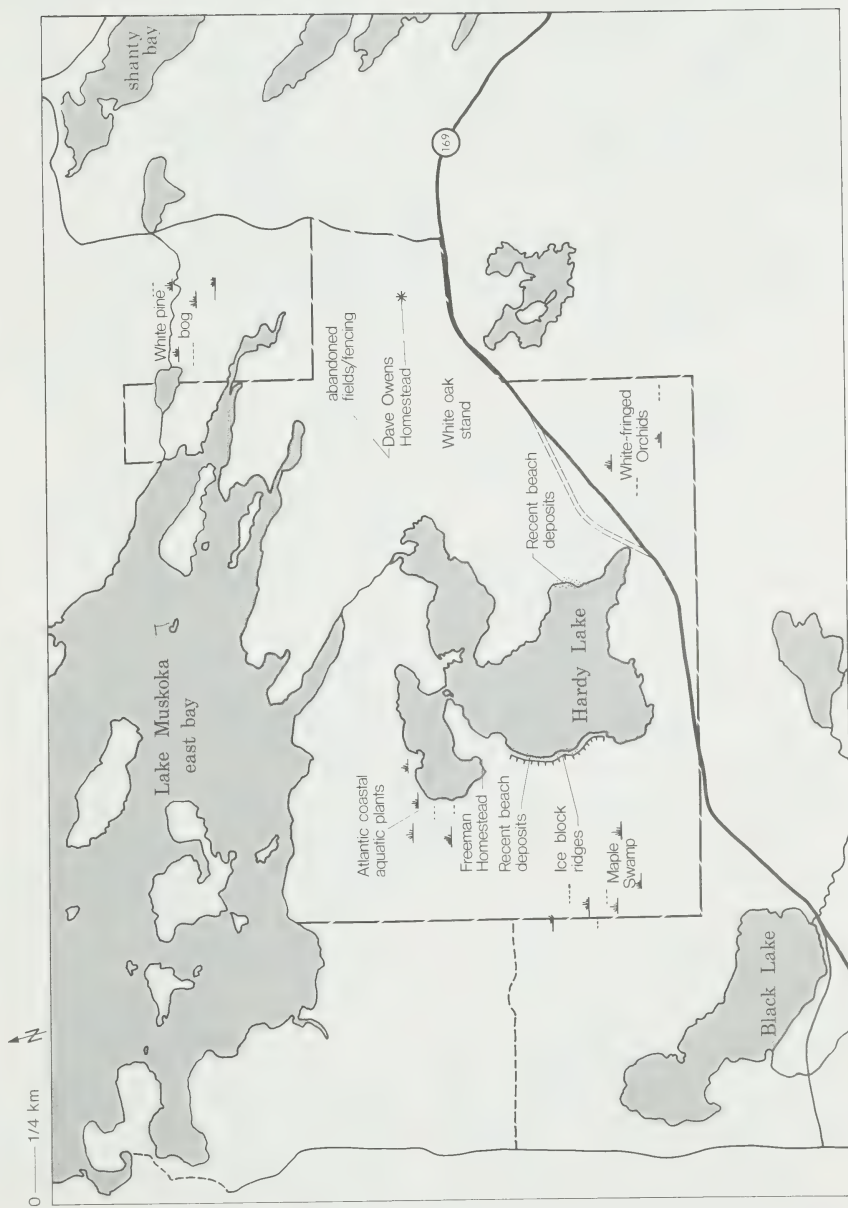 0 1/4 km
N
Lake Muskoka
east bay
shanty
bay
White pine
bog
abandoned
fields/fencing
Dave Owens
Homestead
White oak
stand
169
Atlantic coastal
aquatic plants
Freeman
Homestead
Recent beach
deposits
Ice block
ridges
Maple
Swamp
Hardy Lake
Recent beach
deposits
White-fringed
Orchids
Black Lake